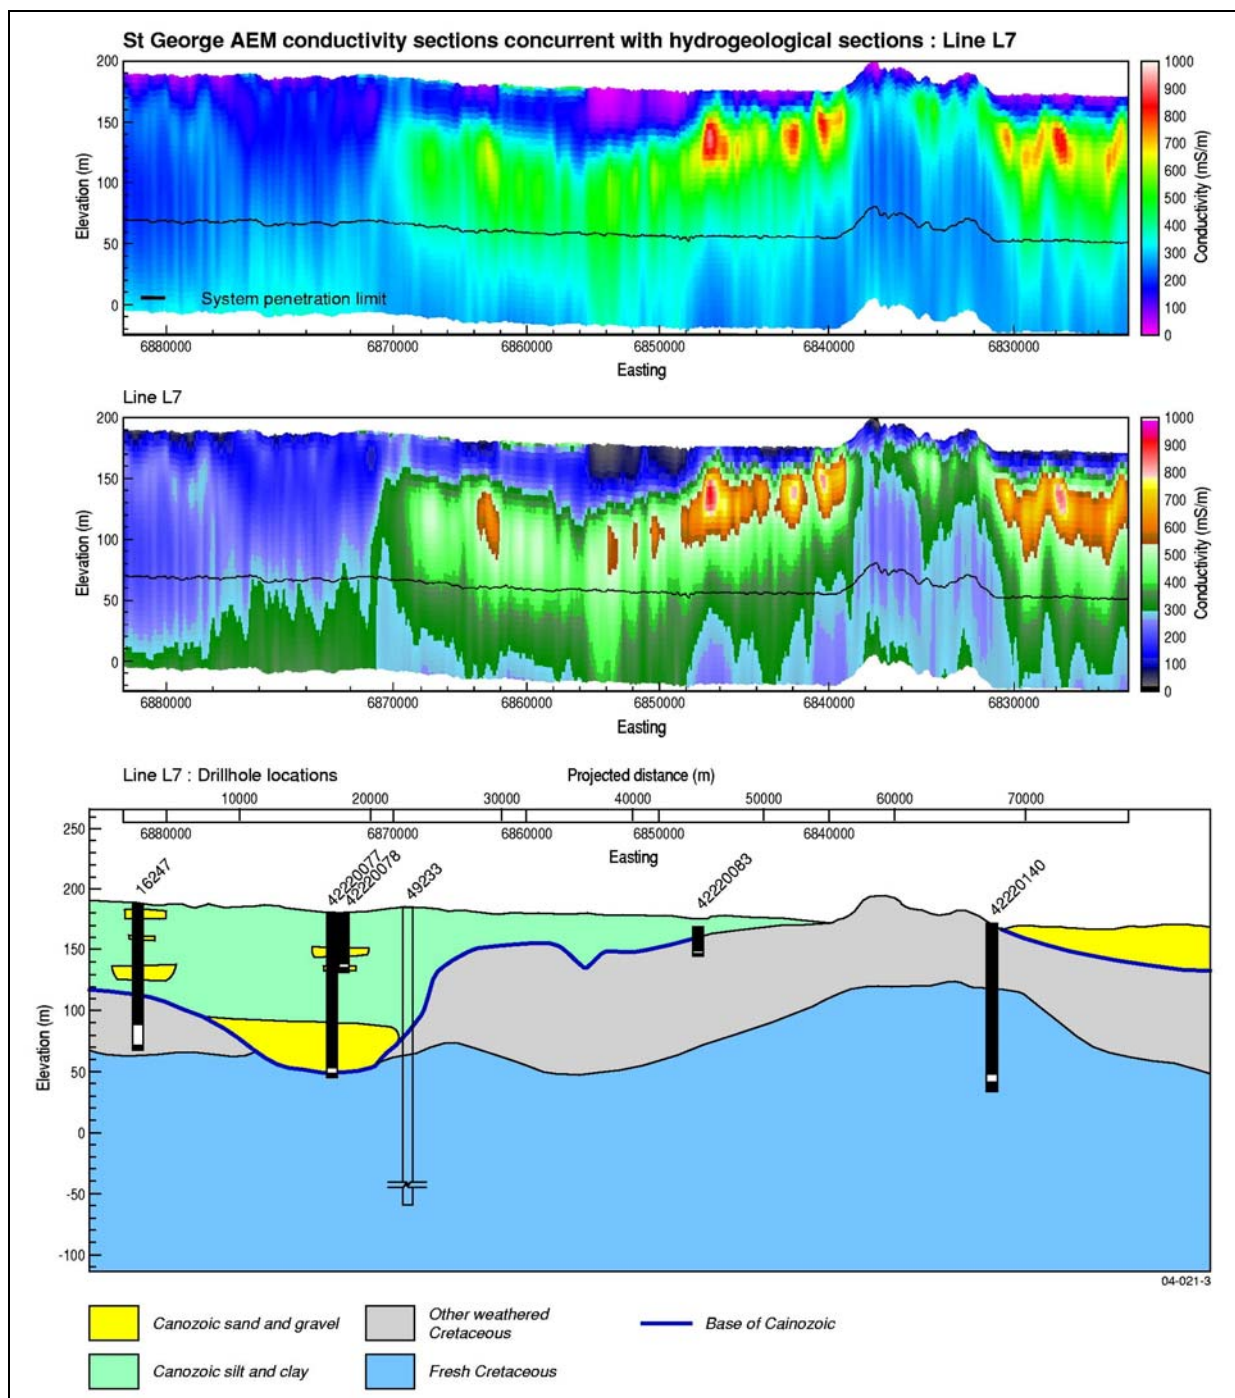 St George AEM conductivity sections concurrent with hydrogeological sections : Line L7
200
150
100
50
0
Elevation (m)
System penetration limit
6880000 6870000 6860000 6850000 6840000 6830000
Easting
1000
900
800
700
600
500
400
300
200
100
0
Conductivity (mS/m)
Line L7
200
150
100
50
0
Elevation (m)
6880000 6870000 6860000 6850000 6840000 6830000
Easting
1000
900
800
700
600
500
400
300
200
100
0
Conductivity (mS/m)
Line L7 : Drillhole locations
Projected distance (m)
10000 20000 30000 40000 50000 60000 70000
6880000 6870000 6860000 6850000 6840000
Easting
250
200
150
100
50
0
-50
-100
Elevation (m)
16247
42220077
42220078
49233
42220083
42220140
04-021-3
Canozoic sand and gravel
Other weathered
Cretaceous
Base of Cainozoic
Canozoic silt and clay
Fresh Cretaceous